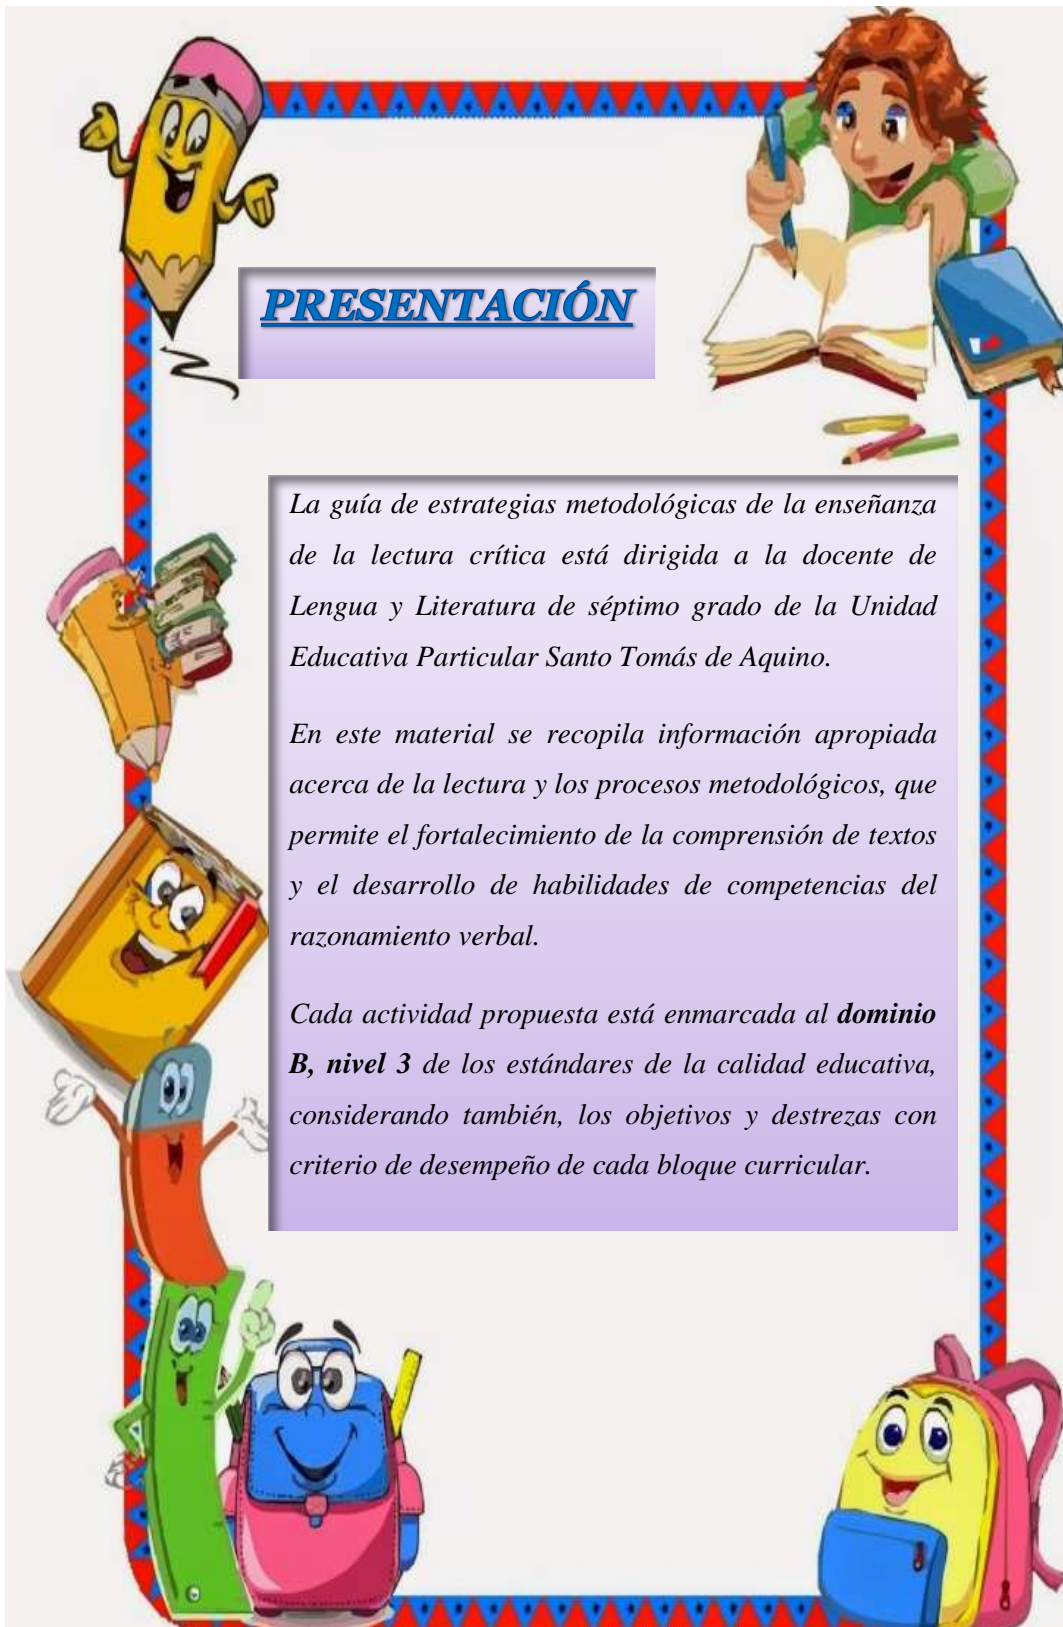 PRESENTACIÓN
La guía de estrategias metodológicas de la enseñanza
de la lectura crítica está dirigida a la docente de
Lengua y Literatura de séptimo grado de la Unidad
Educativa Particular Santo Tomás de Aquino.
En este material se recopila información apropiada
acerca de la lectura y los procesos metodológicos, que
permite el fortalecimiento de la comprensión de textos
y el desarrollo de habilidades de competencias del
razonamiento verbal.
Cada actividad propuesta está enmarcada al dominio
B, nivel 3 de los estándares de la calidad educativa,
considerando también, los objetivos y destrezas con
criterio de desempeño de cada bloque curricular.